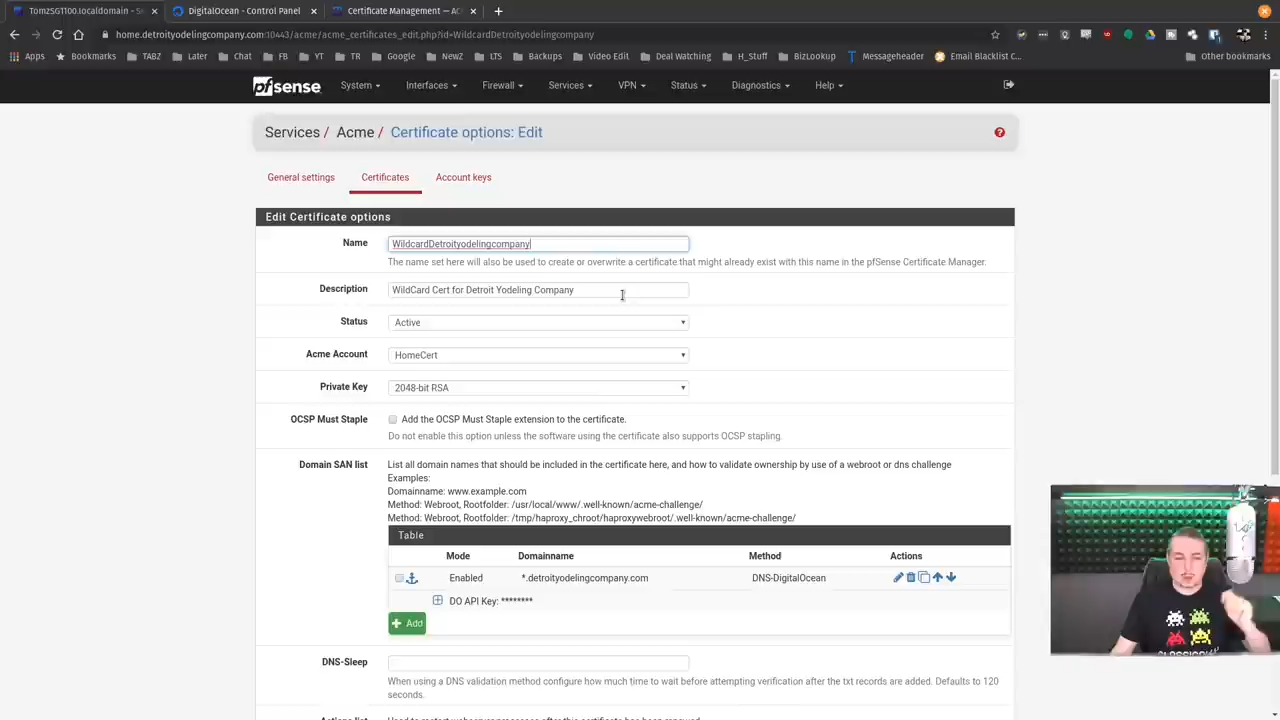 TomzSG1100.localdomain - S
DigitalOcean - Control Panel
Certificate Management — AC
home.detroityodelingcompany.com:10443/acme/acme_certificates_edit.php?id=WildcardDetroityodelingcompany
Apps
Bookmarks
TABZ
Later
Chat
FB
YT
TR
Google
NewZ
LTS
Backups
Video Edit
Deal Watching
H_Stuff
BizLookup
Messageheader
Email Blacklist C...
Other bookmarks
pfsense
System
Interfaces
Firewall
Services
VPN
Status
Diagnostics
Help
Services / Acme / Certificate options: Edit
General settings
Certificates
Account keys
Edit Certificate options
Name
WildcardDetroityodelingcompany
The name set here will also be used to create or overwrite a certificate that might already exist with this name in the pfSense Certificate Manager.
Description
WildCard Cert for Detroit Yodeling Company
Status
Active
Acme Account
HomeCert
Private Key
2048-bit RSA
OCSP Must Staple
Add the OCSP Must Staple extension to the certificate.
Do not enable this option unless the software using the certificate also supports OCSP stapling.
Domain SAN list
List all domain names that should be included in the certificate here, and how to validate ownership by use of a webroot or dns challenge
Examples:
Domainname: www.example.com
Method: Webroot, Rootfolder: /usr/local/www/.well-known/acme-challenge/
Method: Webroot, Rootfolder: /tmp/haproxy_chroot/haproxywebroot/.well-known/acme-challenge/
Table
Mode
Domainname
Method
Actions
Enabled
*.detroityodelingcompany.com
DNS-DigitalOcean
DO API Key: ********
Add
DNS-Sleep
When using a DNS validation method configure how much time to wait before attempting verification after the txt records are added. Defaults to 120
seconds.